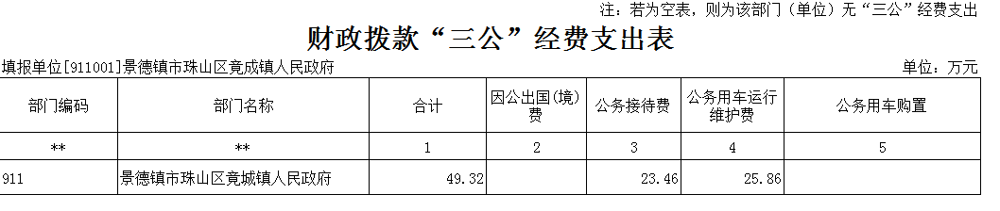 注：若为空表，则为该部门（单位）无“三公”经费支出
财政拨款“三公”经费支出表
填报单位[911001]景德镇市珠山区竟成镇人民政府 单位：万元
部门编码 部门名称 合计 因公出国(境)费 公务接待费 公务用车运行维护费 公务用车购置
** ** 1 2 3 4 5
911 景德镇市珠山区竟城镇人民政府 49.32 23.46 25.86